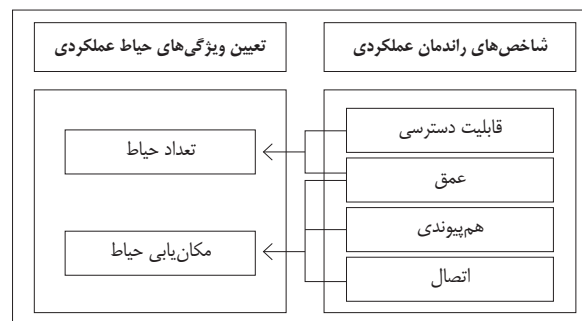 شاخص‌های راندمان عملکردی
تعیین ویژگی‌های حیاط عملکردی
قابلیت دسترسی
عمق
هم‌پیوندی
اتصال
تعداد حیاط
مکان‌یابی حیاط